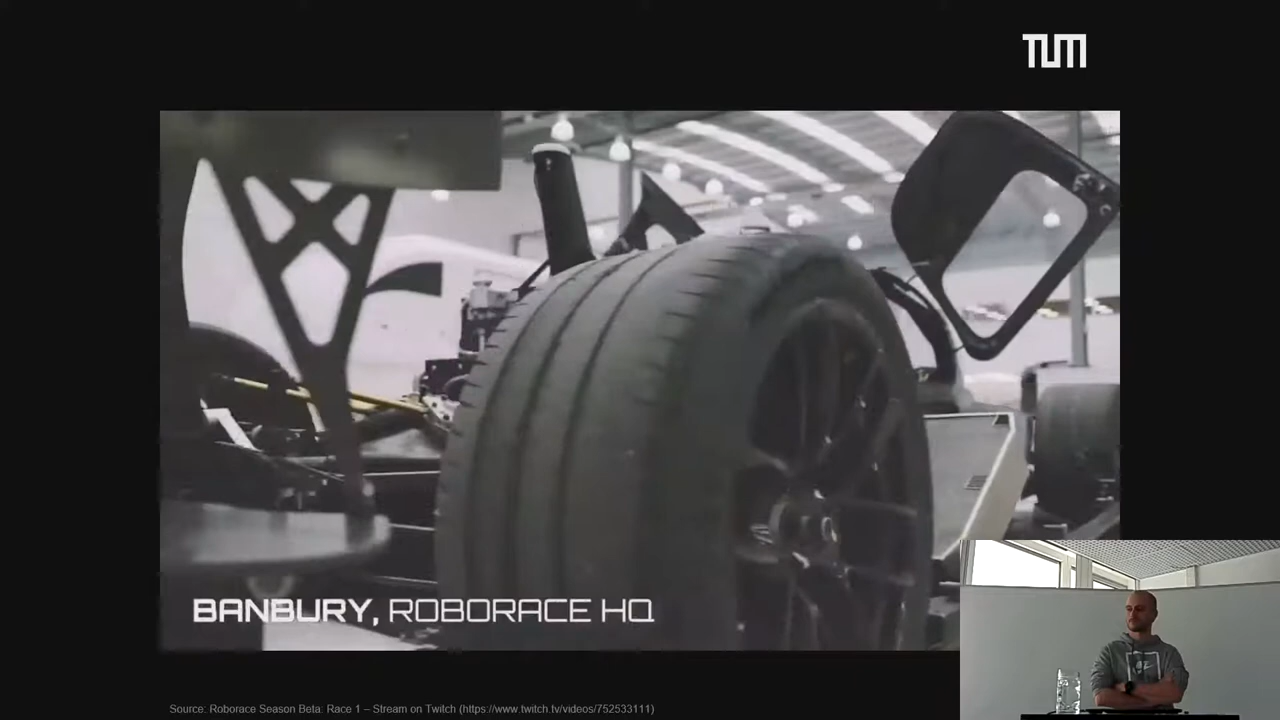 TUM
BANBURY, ROBORACE HQ
Source: Roborace Season Beta: Race 1 – Stream on Twitch (https://www.twitch.tv/videos/752533111)